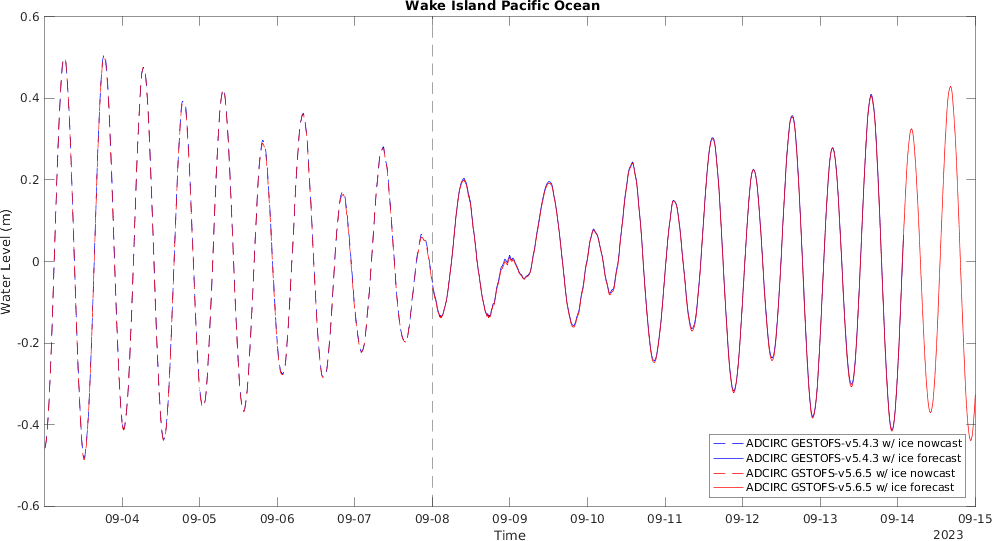 Wake Island Pacific Ocean
Water Level (m)
0.6
0.4
0.2
0
-0.2
-0.4
-0.6
ADCIRC GESTOFS-v5.4.3 w/ ice nowcast
ADCIRC GESTOFS-v5.4.3 w/ ice forecast
ADCIRC GSTOFS-v5.6.5 w/ ice nowcast
ADCIRC GSTOFS-v5.6.5 w/ ice forecast
09-04 09-05 09-06 09-07 09-08 09-09 09-10 09-11 09-12 09-13 09-14 09-15
Time
2023